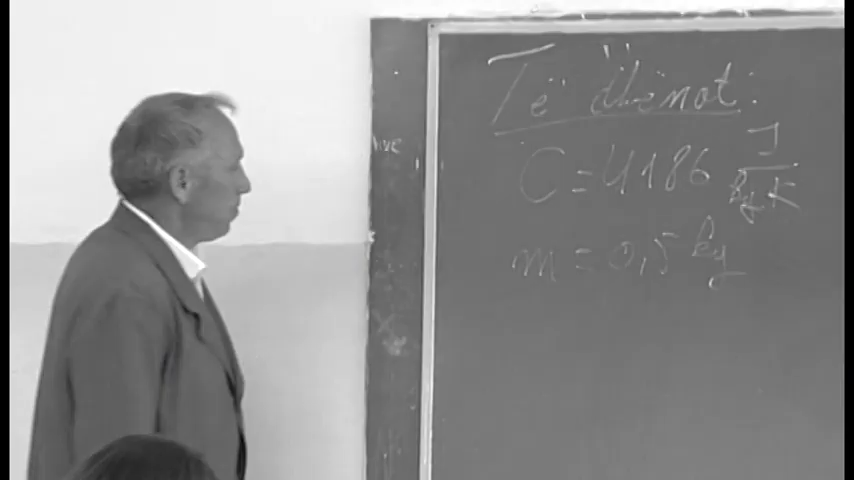 Të dhënat:
C = 4186 J/kg K
m = 0,5 kg